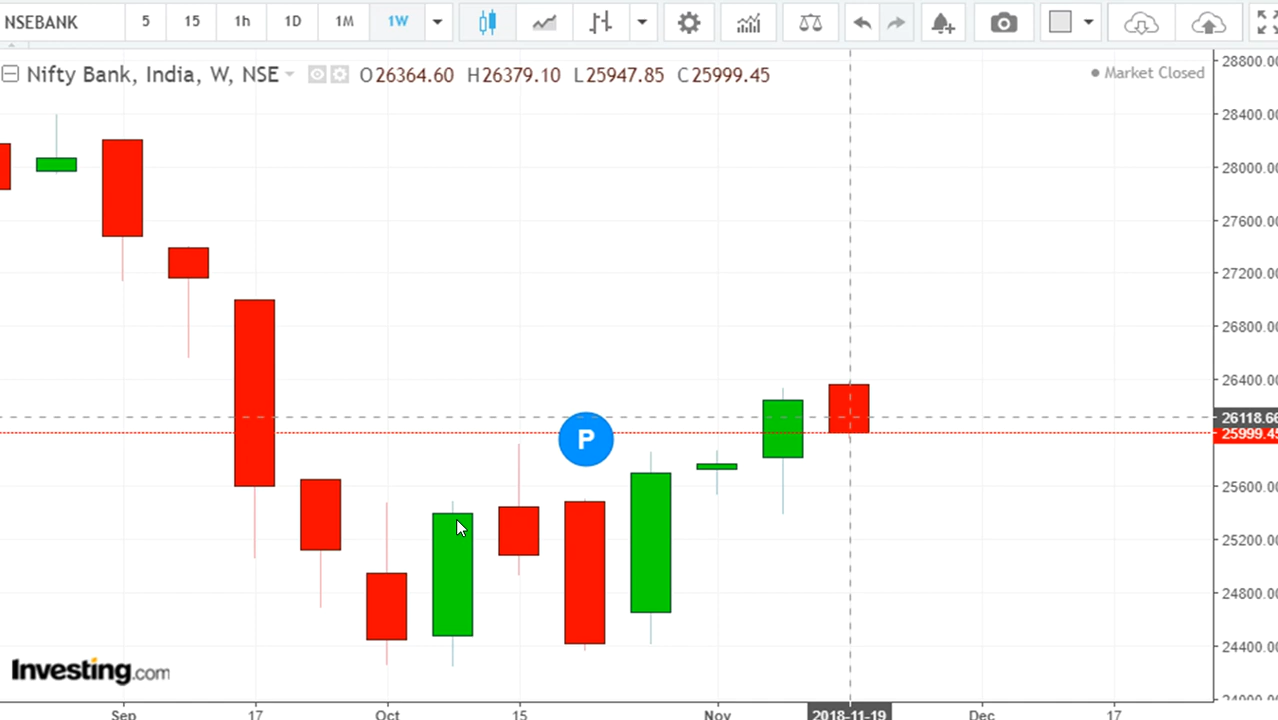 NSEBANK 5 15 1h 1D 1M 1W
Nifty Bank, India, W, NSE O26364.60 H26379.10 L25947.85 C25999.45
Market Closed
28800.00
28400.00
28000.00
27600.00
27200.00
26800.00
26400.00
26118.66
25999.45
25600.00
25200.00
24800.00
24400.00
24000.00
P
Investing.com
Sep 17 Oct 15 Nov 2018-11-19 Dec 17